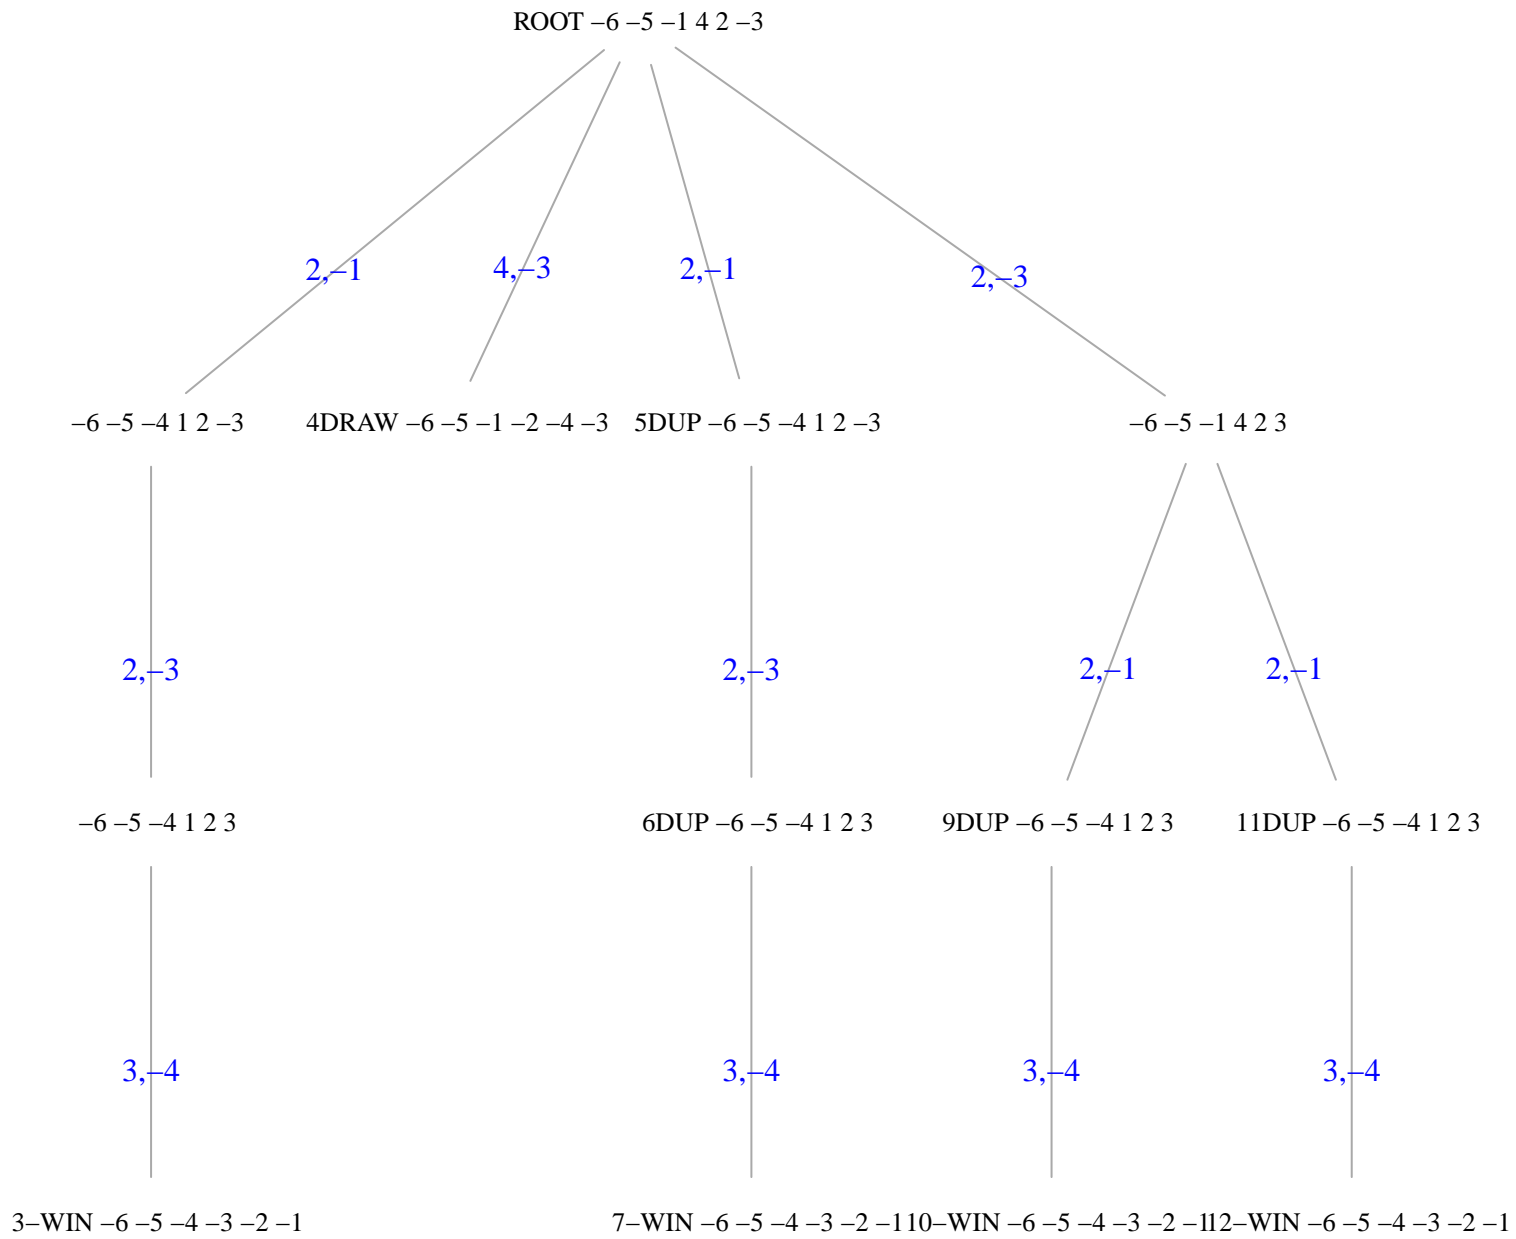 ROOT –6 –5 –1 4 2 –3
2,–1 4,–3 2,–1 2,–3
–6 –5 –4 1 2 –3 4DRAW –6 –5 –1 –2 –4 –3 5DUP –6 –5 –4 1 2 –3 –6 –5 –1 4 2 3
2,–3 2,–3 2,–1 2,–1
–6 –5 –4 1 2 3 6DUP –6 –5 –4 1 2 3 9DUP –6 –5 –4 1 2 3 11DUP –6 –5 –4 1 2 3
3,–4 3,–4 3,–4 3,–4
3–WIN –6 –5 –4 –3 –2 –1 7–WIN –6 –5 –4 –3 –2 –1 10–WIN –6 –5 –4 –3 –2 –1 12–WIN –6 –5 –4 –3 –2 –1